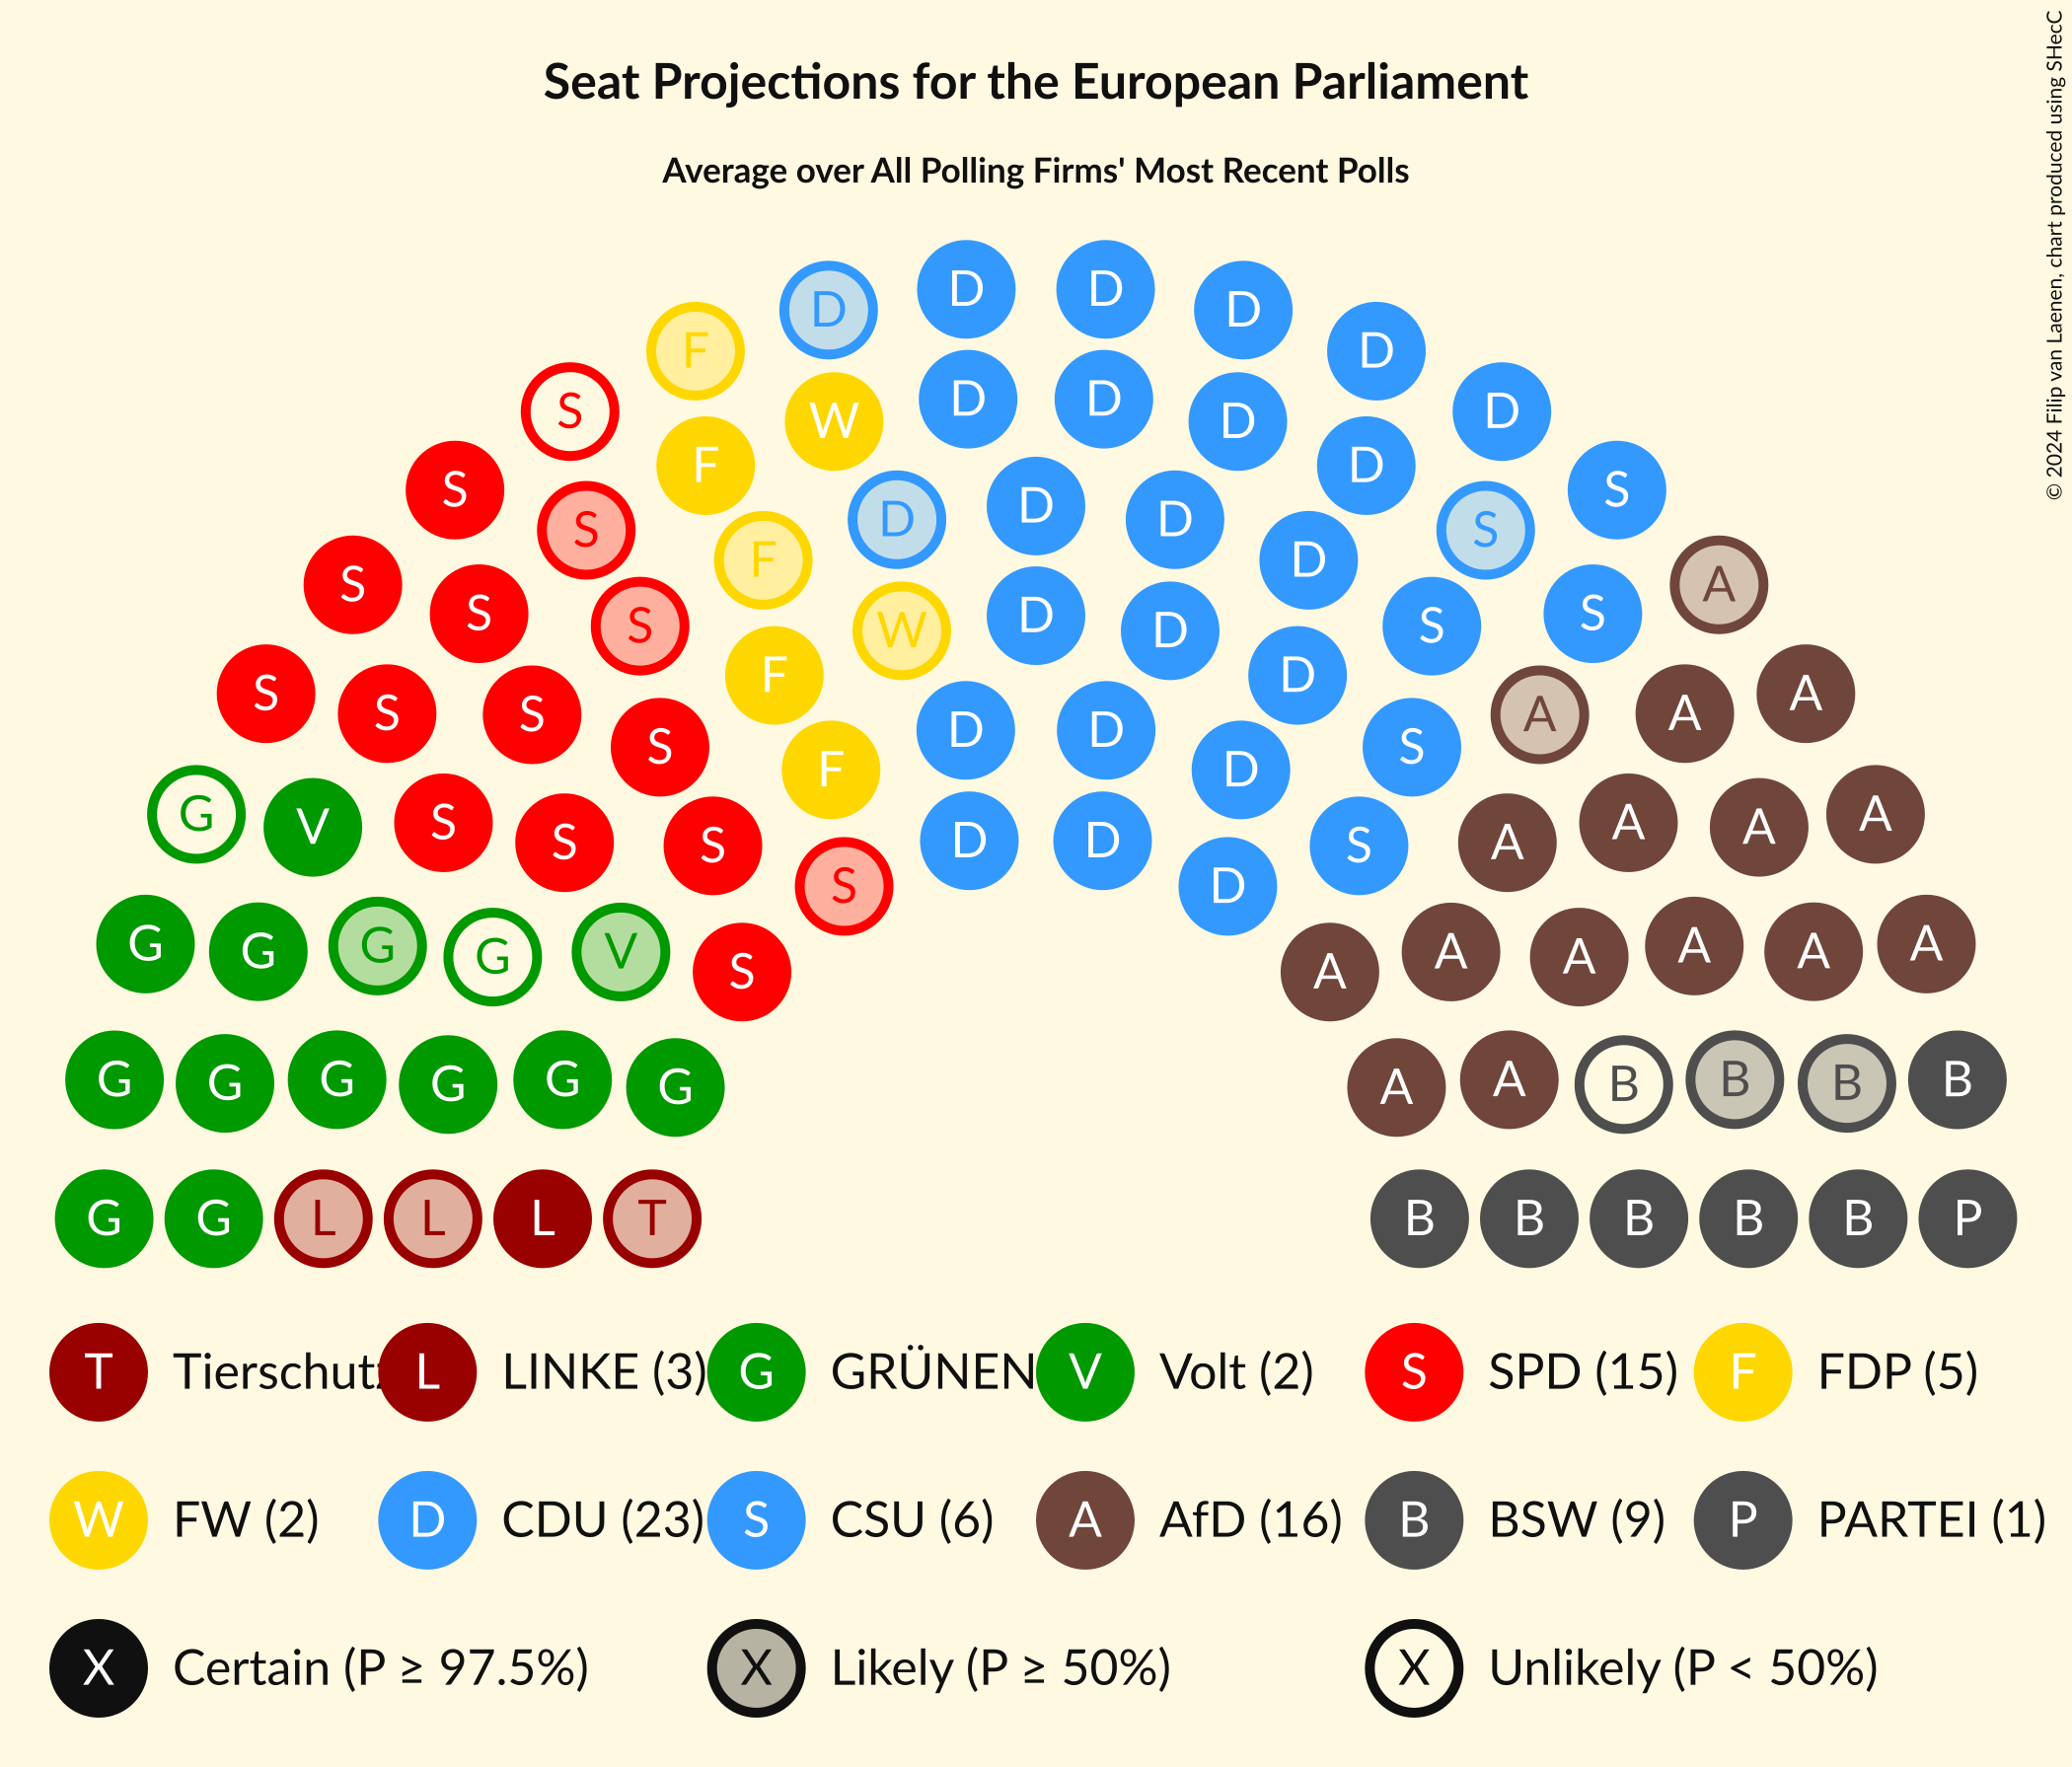 Seat Projections for the European Parliament
Average over All Polling Firms' Most Recent Polls
© 2024 Filip van Laenen, chart produced using SHecC
D D D D
F D D
S W D D D F D
S D D D S S
S F D D D S S A
S S S W D D S
S S S F D S A A A
S S D D
G V S S S F D D D S A A A A
G G G G V S S D A A A A A A
G G G G G G A A B B B B
G G L L L T B B B B B P
T Tierschut L LINKE (3) G GRÜNEN V Volt (2) S SPD (15) F FDP (5)
W FW (2) D CDU (23) S CSU (6) A AfD (16) B BSW (9) P PARTEI (1)
X Certain (P ≥ 97.5%) X Likely (P ≥ 50%) X Unlikely (P < 50%)